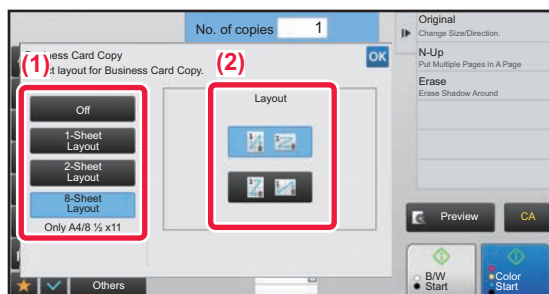 No. of copies 1
Original
Change Size/Direction.
N-Up
Put Multiple Pages in A Page
Erase
Erase Shadow Around
(1)
ess Card Copy
ct layout for Business Card Copy.
OK
(2)
Off
1-Sheet
Layout
2-Sheet
Layout
8-Sheet
Layout
Only A4/8 ½ x11
Layout
Preview
CA
Others
B/W
Start
Color
Start